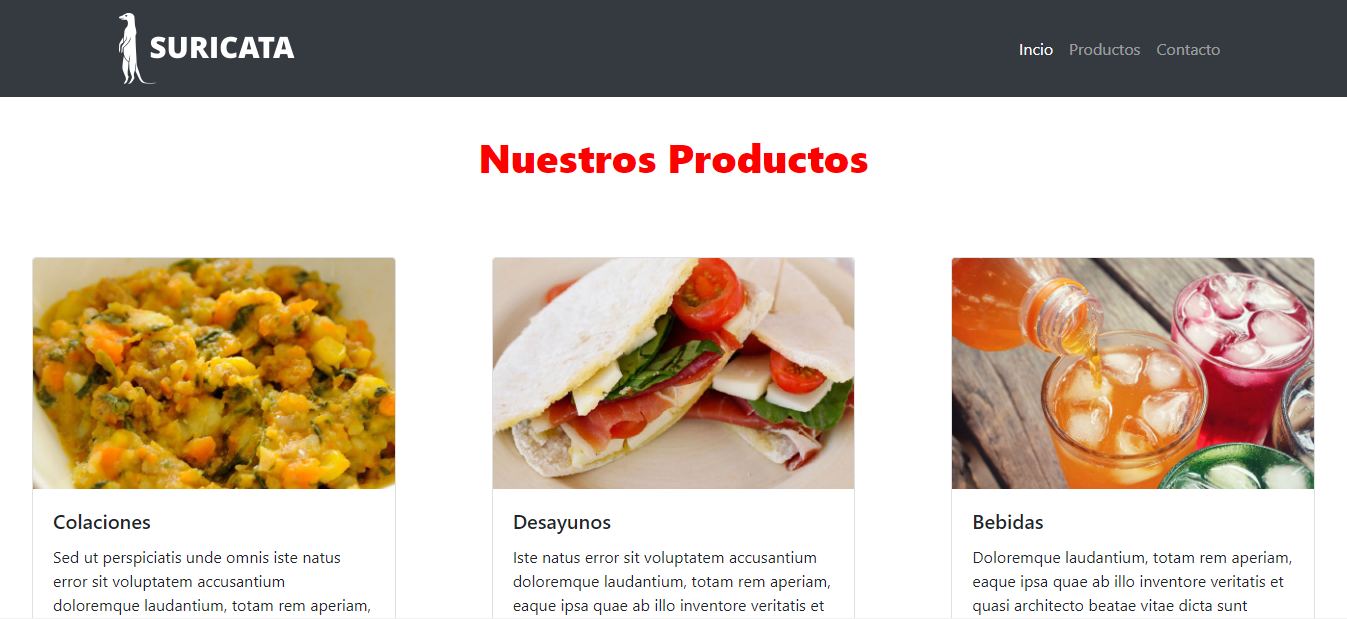 SURICATA
Incio Productos Contacto
Nuestros Productos
Colaciones
Sed ut perspiciatis unde omnis iste natus
error sit voluptatem accusantium
doloremque laudantium, totam rem aperiam,
Desayunos
Iste natus error sit voluptatem accusantium
doloremque laudantium, totam rem aperiam,
eaque ipsa quae ab illo inventore veritatis et
Bebidas
Doloremque laudantium, totam rem aperiam,
eaque ipsa quae ab illo inventore veritatis et
quasi architecto beatae vitae dicta sunt